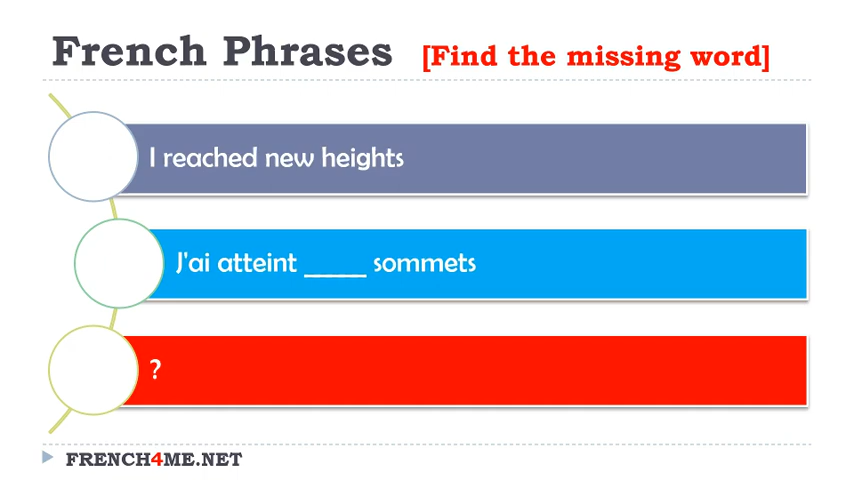 French Phrases [Find the missing word]
I reached new heights
J'ai atteint _____ sommets
?
FRENCH4ME.NET